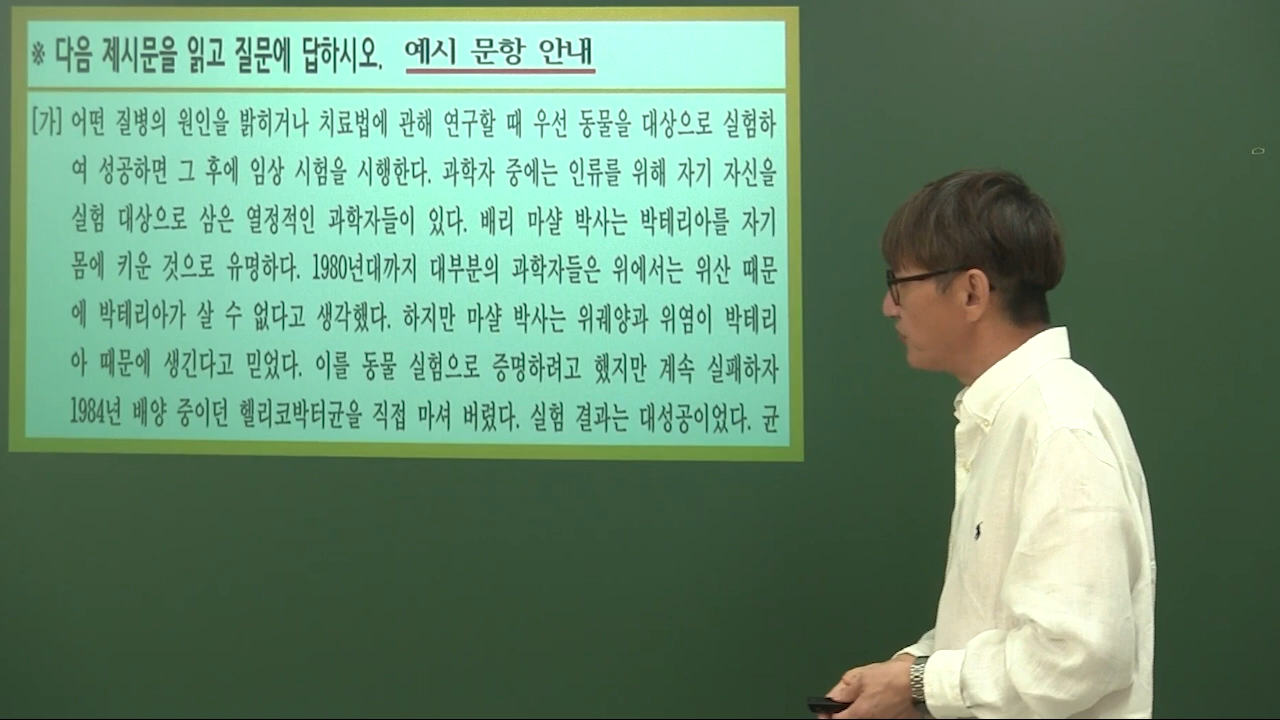 ※ 다음 제시문을 읽고 질문에 답하시오. 예시 문항 안내
[가] 어떤 질병의 원인을 밝히거나 치료법에 관해 연구할 때 우선 동물을 대상으로 실험하
여 성공하면 그 후에 임상 시험을 시행한다. 과학자 중에는 인류를 위해 자기 자신을
실험 대상으로 삼은 열정적인 과학자들이 있다. 배리 마샬 박사는 박테리아를 자기
몸에 키운 것으로 유명하다. 1980년대까지 대부분의 과학자들은 위에서는 위산 때문
에 박테리아가 살 수 없다고 생각했다. 하지만 마샬 박사는 위궤양과 위염이 박테리
아 때문에 생긴다고 믿었다. 이를 동물 실험으로 증명하려고 했지만 계속 실패하자
1984년 배양 중이던 헬리코박터균을 직접 마셔 버렸다. 실험 결과는 대성공이었다. 균